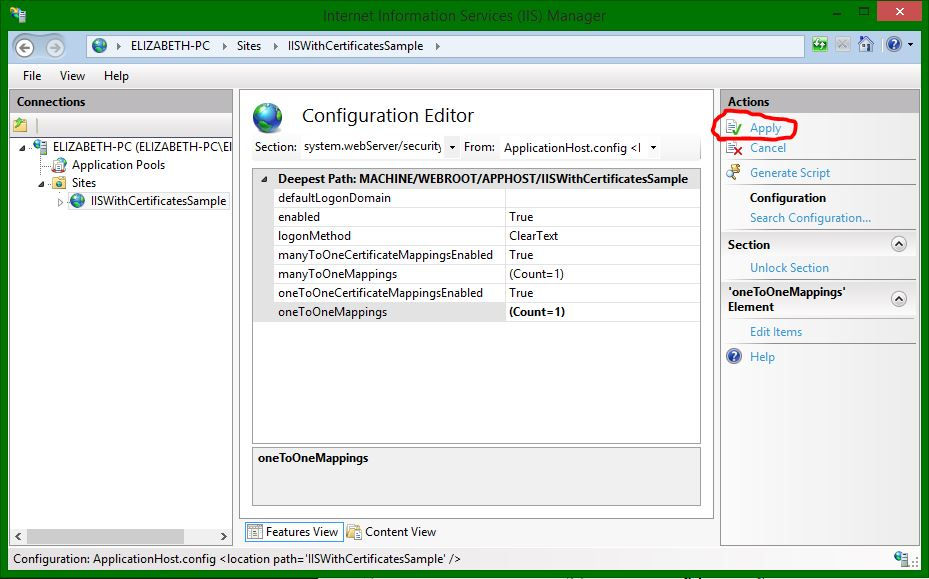 Internet Information Services (IIS) Manager
ELIZABETH-PC Sites IISWithCertificatesSample
File View Help
Connections
ELIZABETH-PC (ELIZABETH-PC\El
Application Pools
Sites
IISWithCertificatesSample
Configuration Editor
Section: system.webServer/security From: ApplicationHost.config <l
Deepest Path: MACHINE/WEBROOT/APPHOST/IISWithCertificatesSample
defaultLogonDomain
enabled True
logonMethod ClearText
manyToOneCertificateMappingsEnabled True
manyToOneMappings (Count=1)
oneToOneCertificateMappingsEnabled True
oneToOneMappings (Count=1)
oneToOneMappings
Features View Content View
Actions
Apply
Cancel
Generate Script
Configuration
Search Configuration...
Section
Unlock Section
'oneToOneMappings'
Element
Edit Items
Help
Configuration: ApplicationHost.config <location path='IISWithCertificatesSample' />